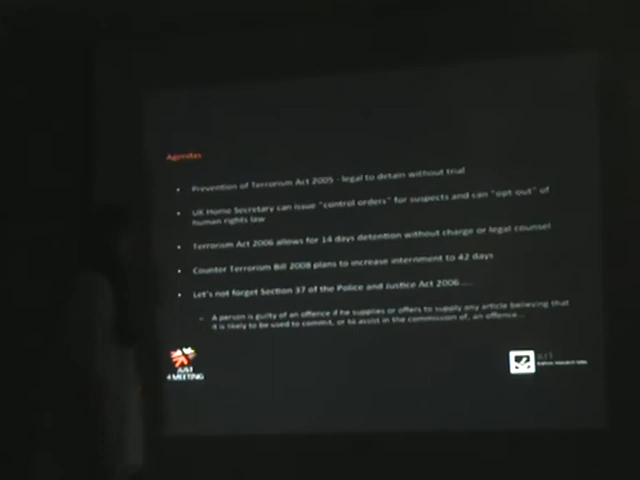 Agendas
• Prevention of Terrorism Act 2005 - legal to detain without trial
• UK Home Secretary can issue "control orders" for suspects and can "opt out" of
human rights law
• Terrorism Act 2006 allows for 14 days detention without charge or legal counsel
• Counter Terrorism Bill 2008 plans to increase internment to 42 days
• Let's not forget Section 37 of the Police and Justice Act 2006....
– A person is guilty of an offence if he supplies or offers to supply any article believing that
it is likely to be used to commit, or to assist in the commission of, an offence...
JUST
4 MEETING